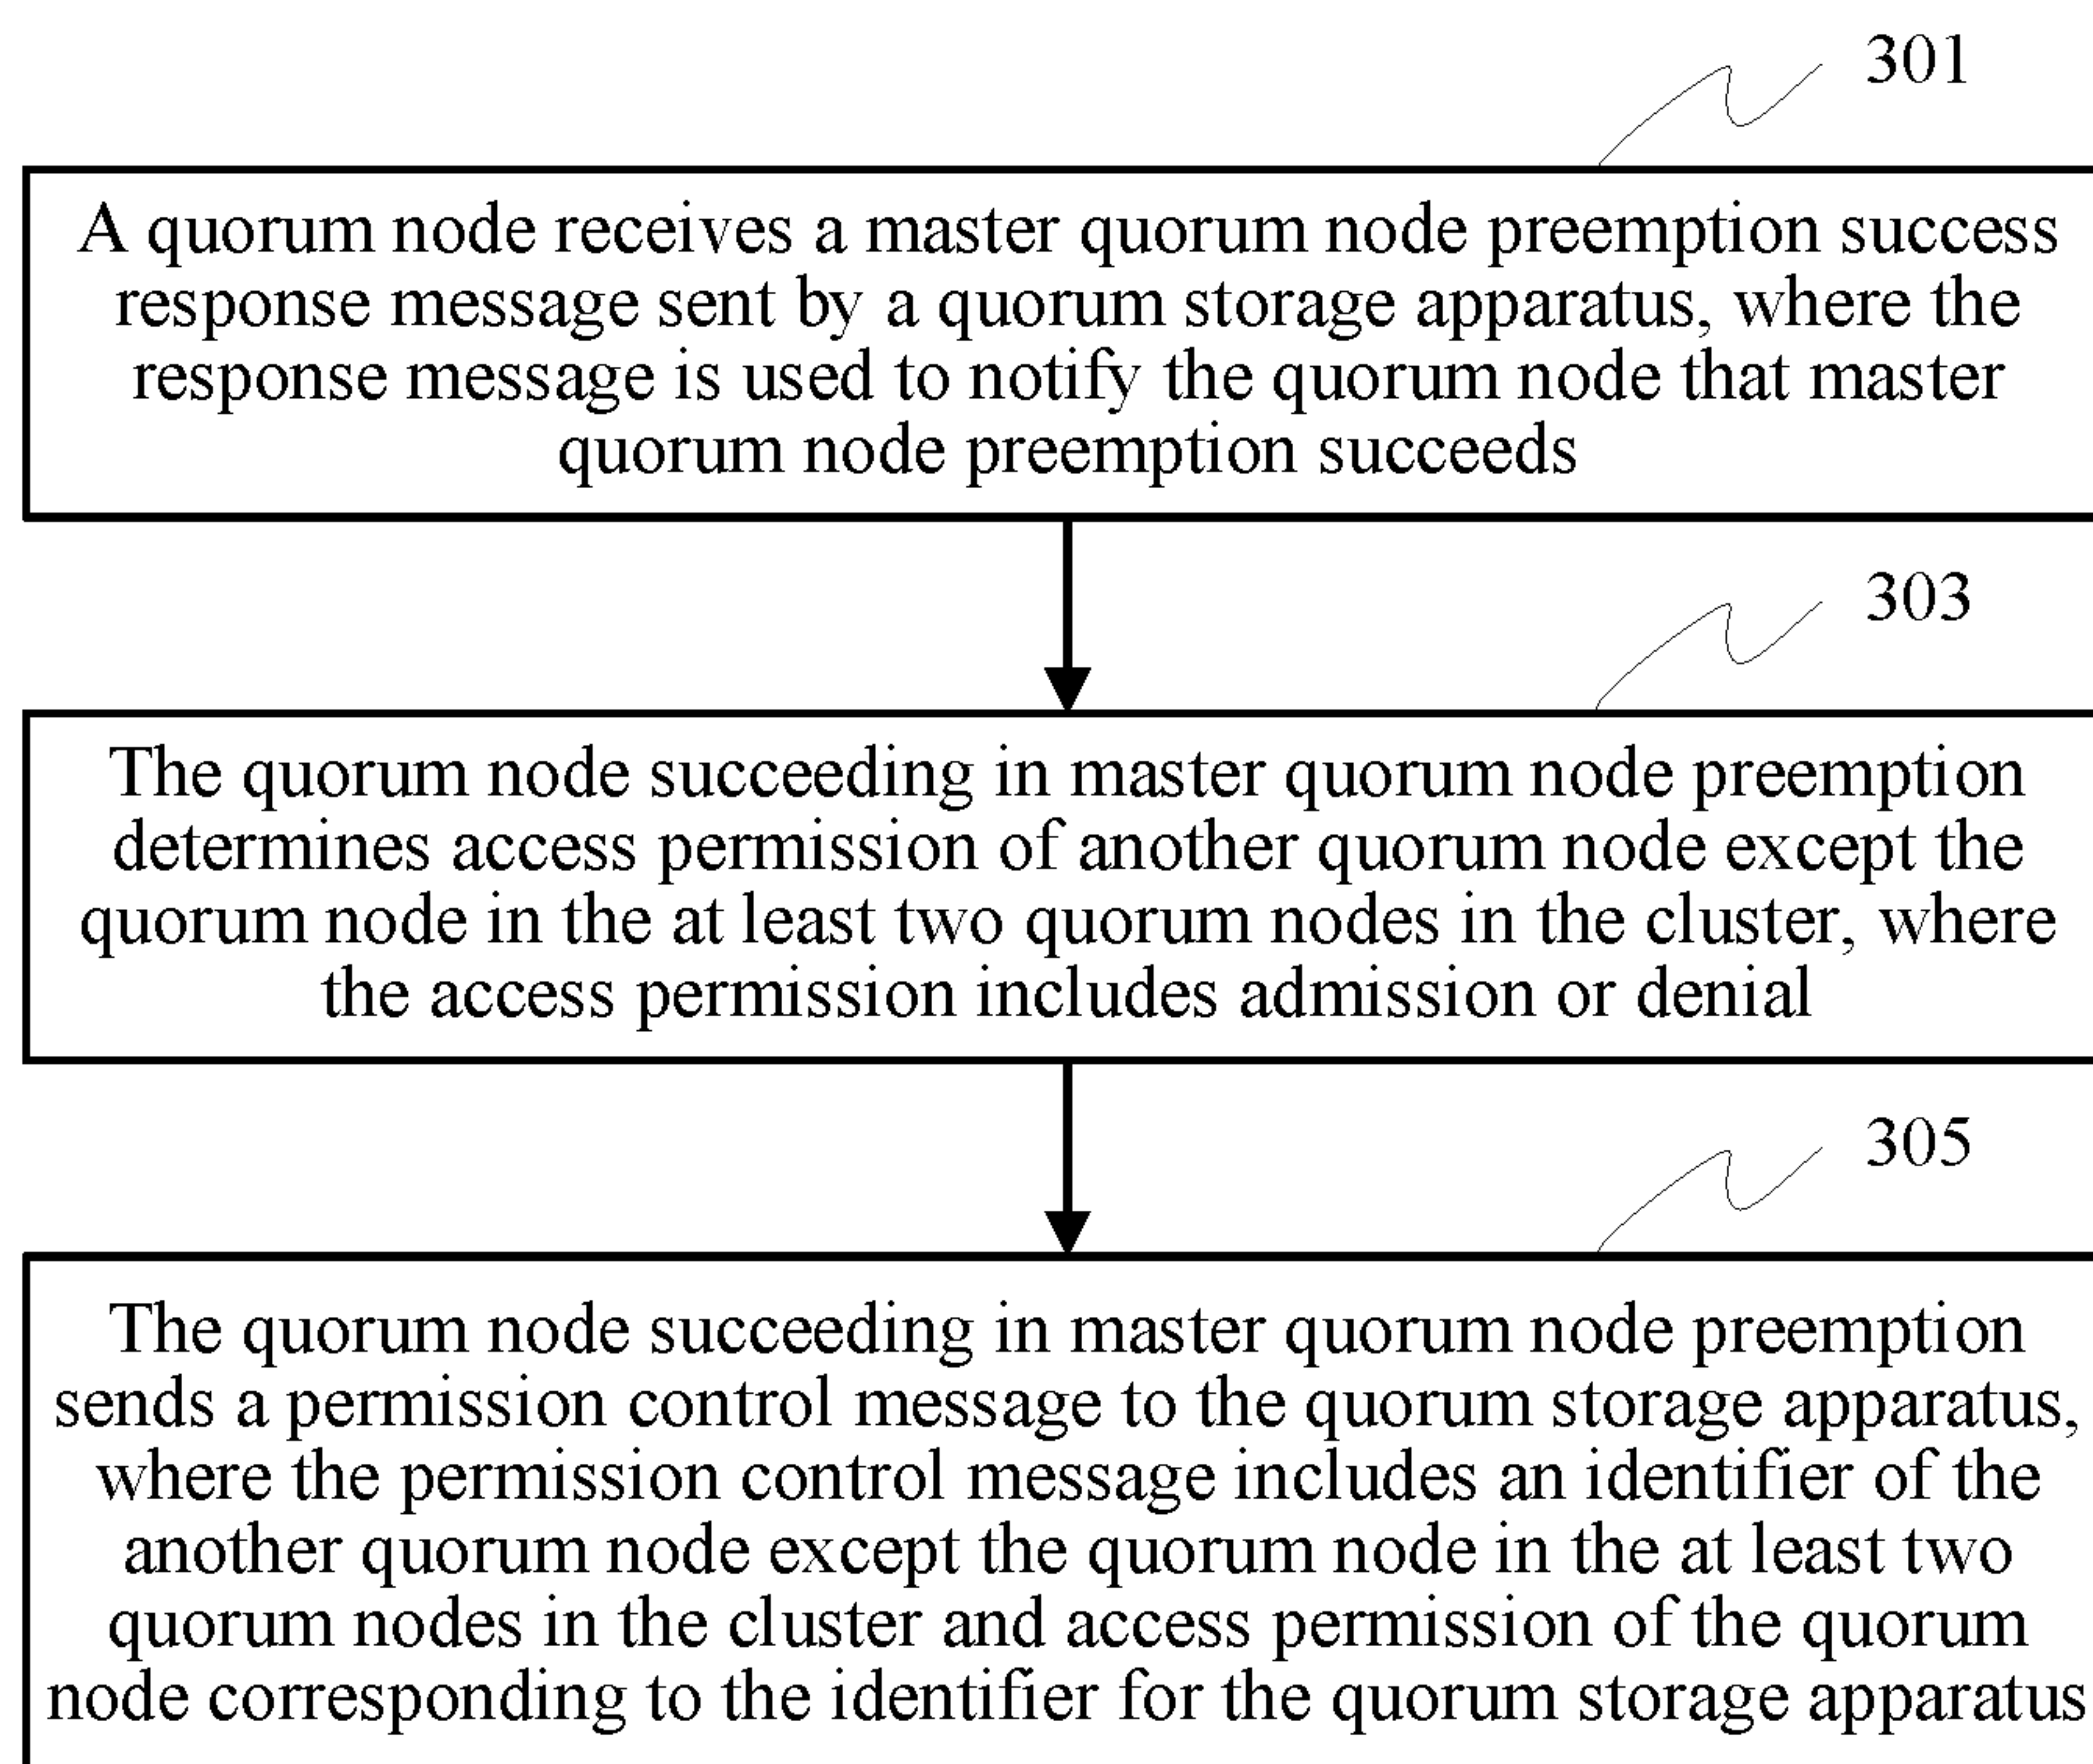 301
A quorum node receives a master quorum node preemption success
response message sent by a quorum storage apparatus, where the
response message is used to notify the quorum node that master
quorum node preemption succeeds
303
The quorum node succeeding in master quorum node preemption
determines access permission of another quorum node except the
quorum node in the at least two quorum nodes in the cluster, where
the access permission includes admission or denial
305
The quorum node succeeding in master quorum node preemption
sends a permission control message to the quorum storage apparatus,
where the permission control message includes an identifier of the
another quorum node except the quorum node in the at least two
quorum nodes in the cluster and access permission of the quorum
node corresponding to the identifier for the quorum storage apparatus